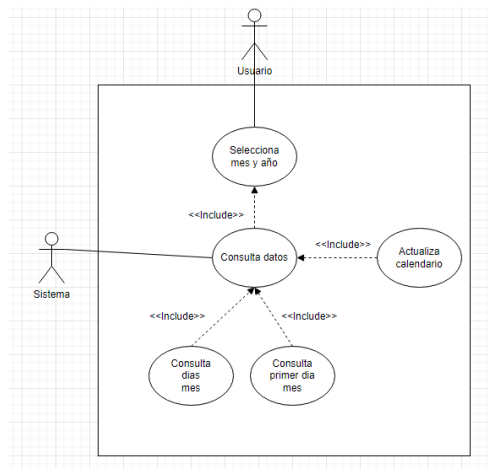 Usuario
Selecciona
mes y año
<<Include>>
Consulta datos
<<Include>>
Actualiza
calendario
Sistema
<<Include>>
<<Include>>
Consulta
dias
mes
Consulta
primer dia
mes